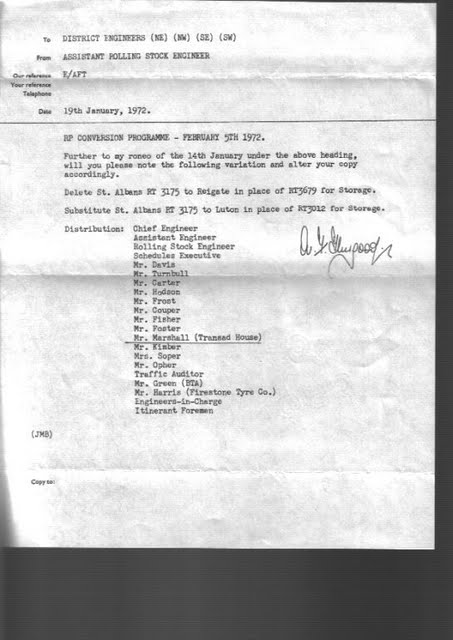 To DISTRICT ENGINEERS (NE) (NW) (SE) (SW)
From ASSISTANT ROLLING STOCK ENGINEER
Our reference E/AFT
Your reference
Telephone
Date 19th January, 1972.
RP CONVERSION PROGRAMME - FEBRUARY 5TH 1972.
Further to my roneo of the 14th January under the above heading,
will you please note the following variation and alter your copy
accordingly.
Delete St. Albans RT 3175 to Reigate in place of RT3679 for Storage.
Substitute St. Albans RT 3175 to Luton in place of RT3012 for Storage.
Distribution: Chief Engineer
Assistant Engineer
Rolling Stock Engineer
Schedules Executive
Mr. Davis
Mr. Turnbull
Mr. Carter
Mr. Hodson
Mr. Frost
Mr. Couper
Mr. Fisher
Mr. Foster
Mr. Marshall (Transad House)
Mr. Kimber
Mrs. Soper
Mr. Opher
Traffic Auditor
Mr. Green (BTA)
Mr. Harris (Firestone Tyre Co.)
Engineers-in-Charge
Itinerant Foremen
(JMB)
Copy to: